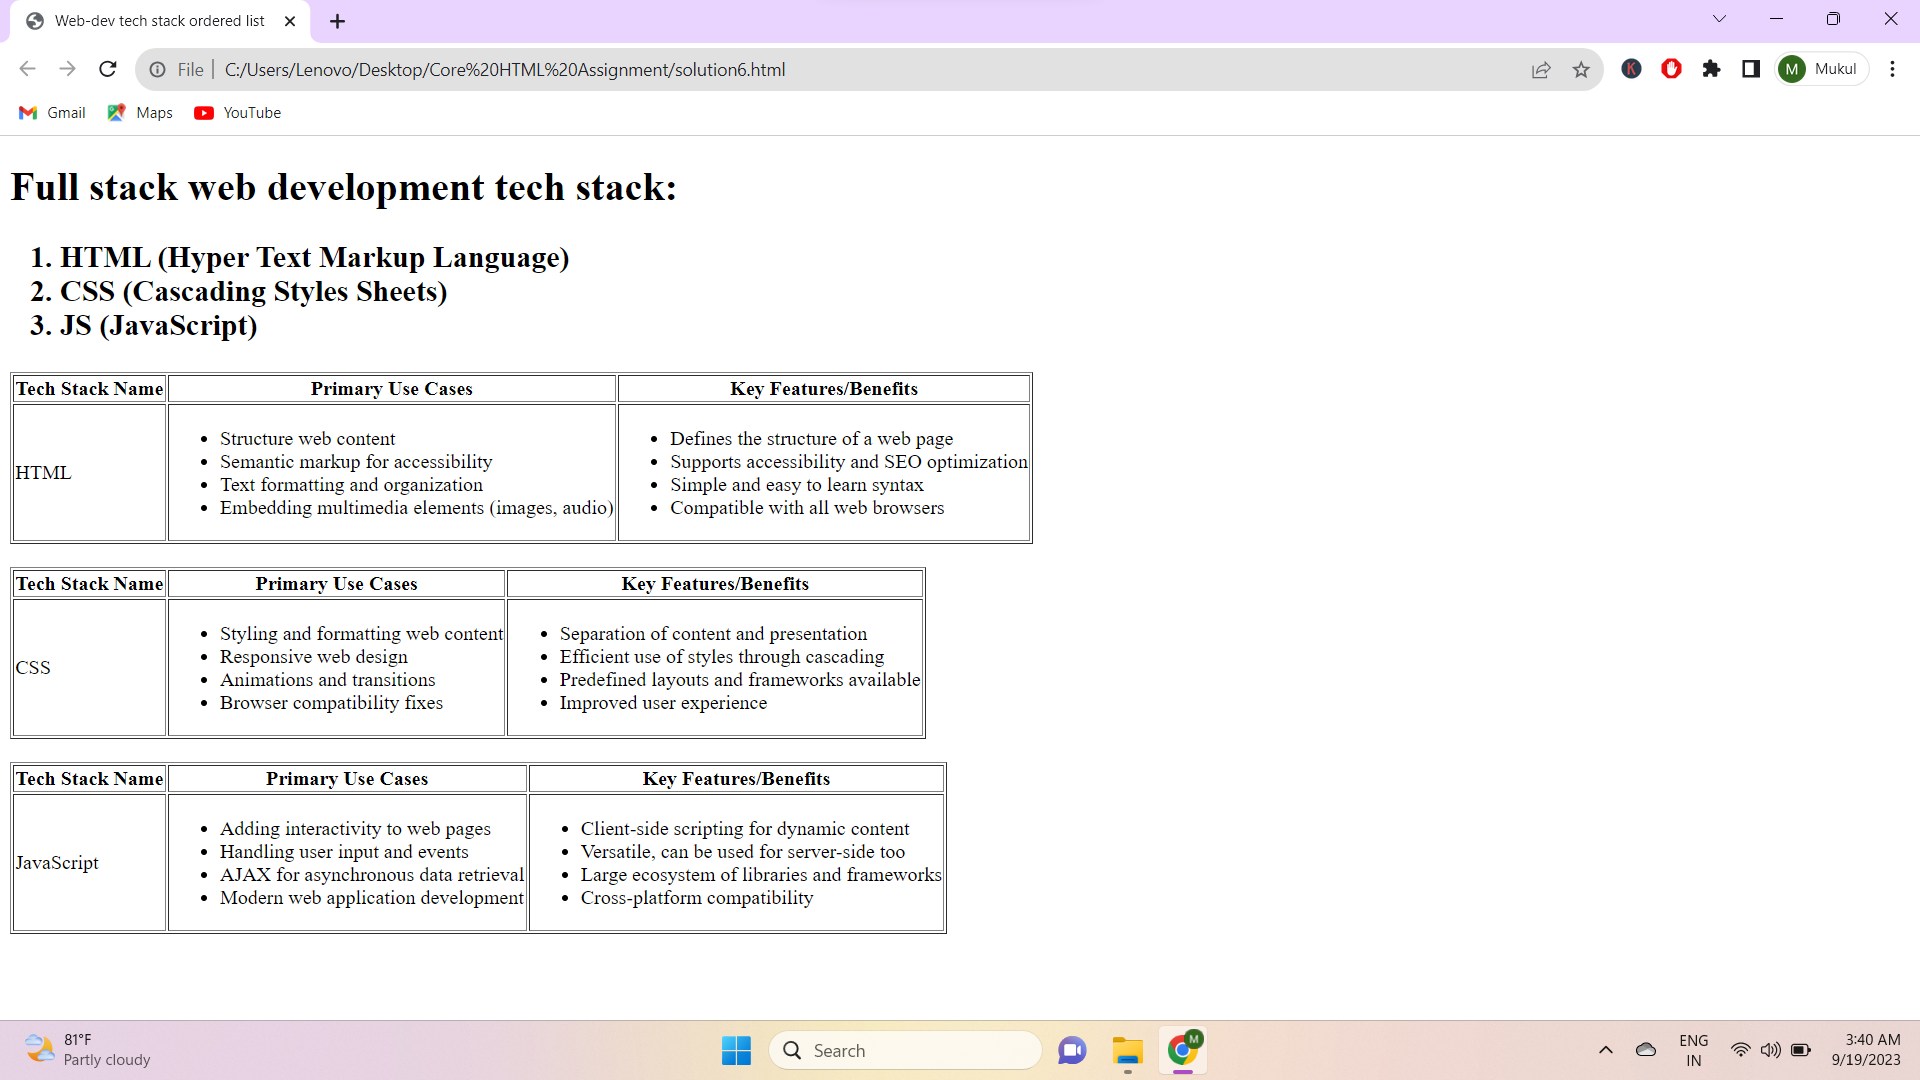 Web-dev tech stack ordered list
File
C:/Users/Lenovo/Desktop/Core%20HTML%20Assignment/solution6.html
K
M
Mukul
Gmail
Maps
YouTube
Full stack web development tech stack:
1. HTML (Hyper Text Markup Language)
2. CSS (Cascading Styles Sheets)
3. JS (JavaScript)
Tech Stack Name
Primary Use Cases
Key Features/Benefits
HTML
Structure web content
Semantic markup for accessibility
Text formatting and organization
Embedding multimedia elements (images, audio)
Defines the structure of a web page
Supports accessibility and SEO optimization
Simple and easy to learn syntax
Compatible with all web browsers
Tech Stack Name
Primary Use Cases
Key Features/Benefits
CSS
Styling and formatting web content
Responsive web design
Animations and transitions
Browser compatibility fixes
Separation of content and presentation
Efficient use of styles through cascading
Predefined layouts and frameworks available
Improved user experience
Tech Stack Name
Primary Use Cases
Key Features/Benefits
JavaScript
Adding interactivity to web pages
Handling user input and events
AJAX for asynchronous data retrieval
Modern web application development
Client-side scripting for dynamic content
Versatile, can be used for server-side too
Large ecosystem of libraries and frameworks
Cross-platform compatibility
81°F
Partly cloudy
Search
M
ENG
IN
3:40 AM
9/19/2023